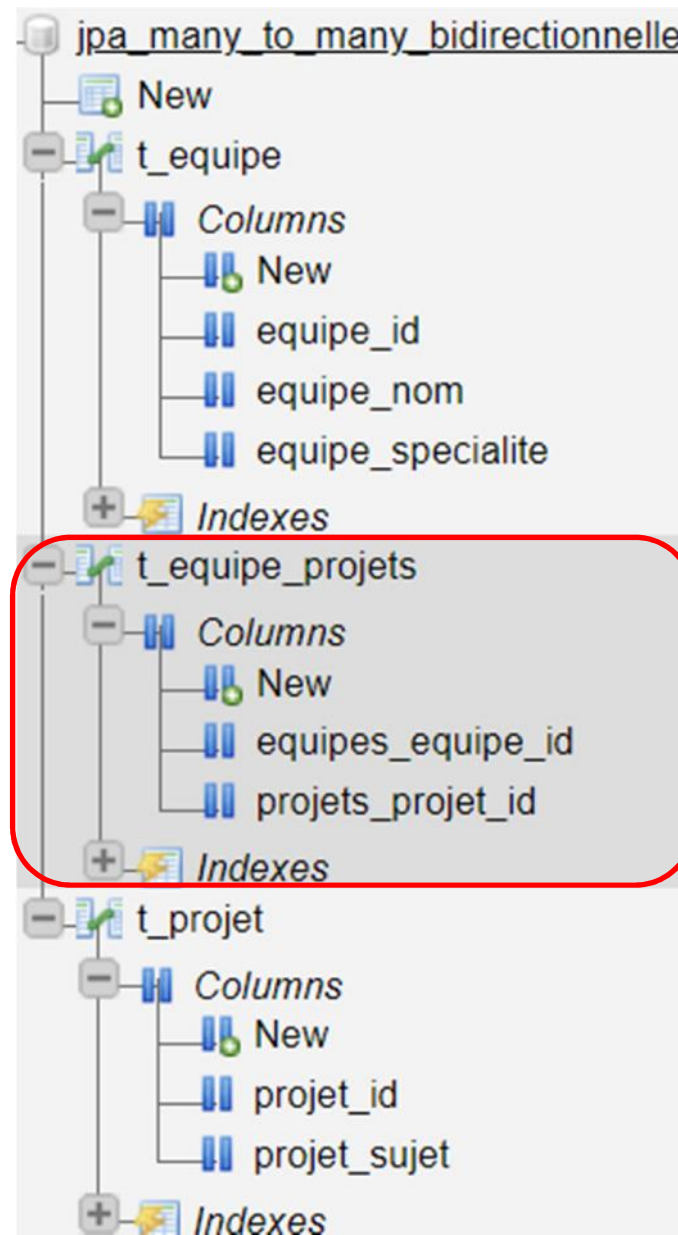 jpa_many_to_many_bidirectionnelle
New
t_equipe
Columns
New
equipe_id
equipe_nom
equipe_specialite
Indexes
t_equipe_projets
Columns
New
equipes_equipe_id
projets_projet_id
Indexes
t_projet
Columns
New
projet_id
projet_sujet
Indexes